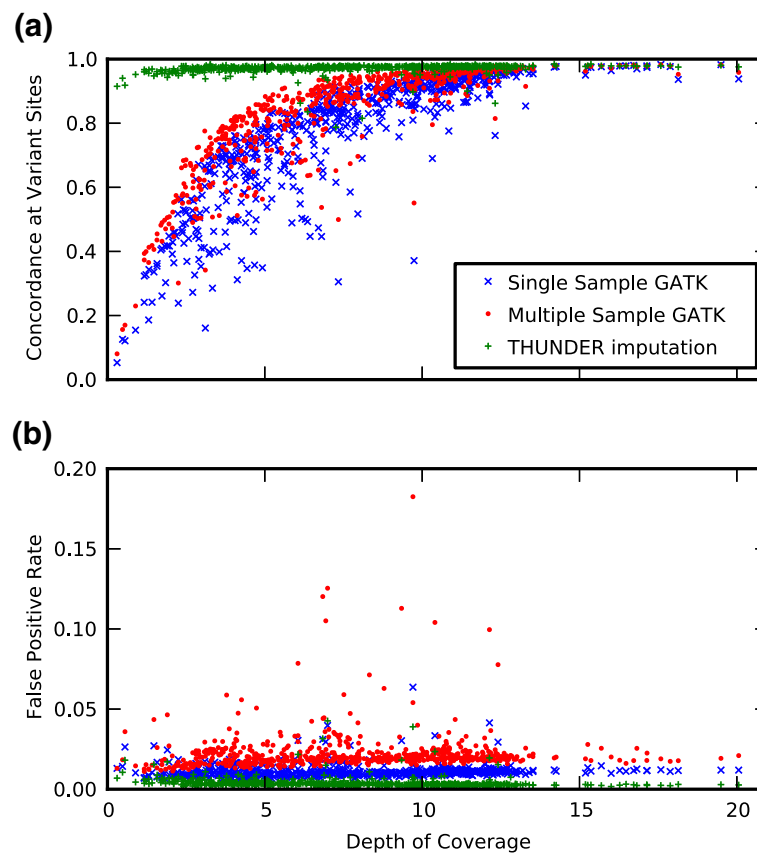 (a)
1.0
0.8
0.6
0.4
0.2
0.0
Concordance at Variant Sites
Single Sample GATK
Multiple Sample GATK
THUNDER imputation
(b)
0.20
0.15
0.10
0.05
0.00
False Positive Rate
0
5
10
15
20
Depth of Coverage